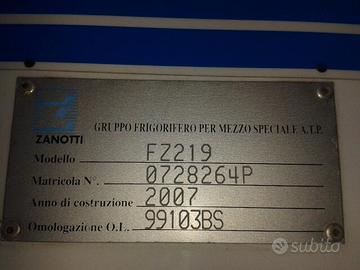 ZANOTTI
GRUPPO FRIGORIFERO PER MEZZO SPECIALE A.T.P.
Modello FZ219
Matricola N°. 0728264P
Anno di costruzione 2007
Omologazione O.L. 99103BS
subito